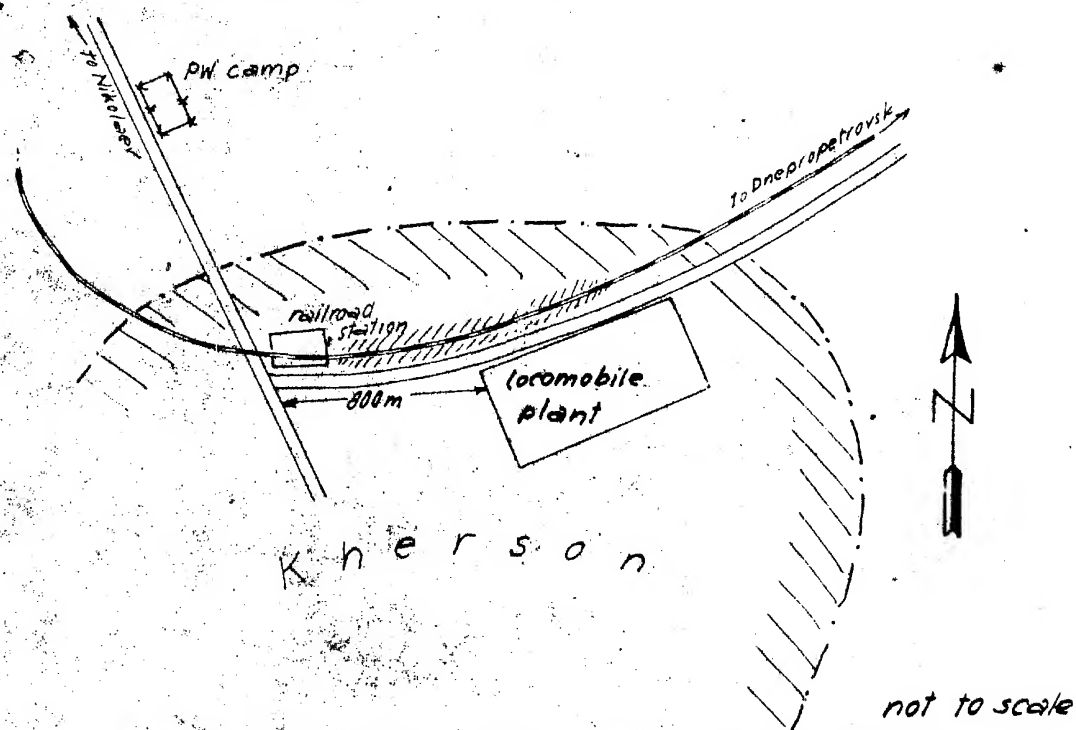 to Nikolaev
PW camp
to Dnepropetrovsk
railroad
station
800m
locomobile
plant
N
Kherson
not to scale